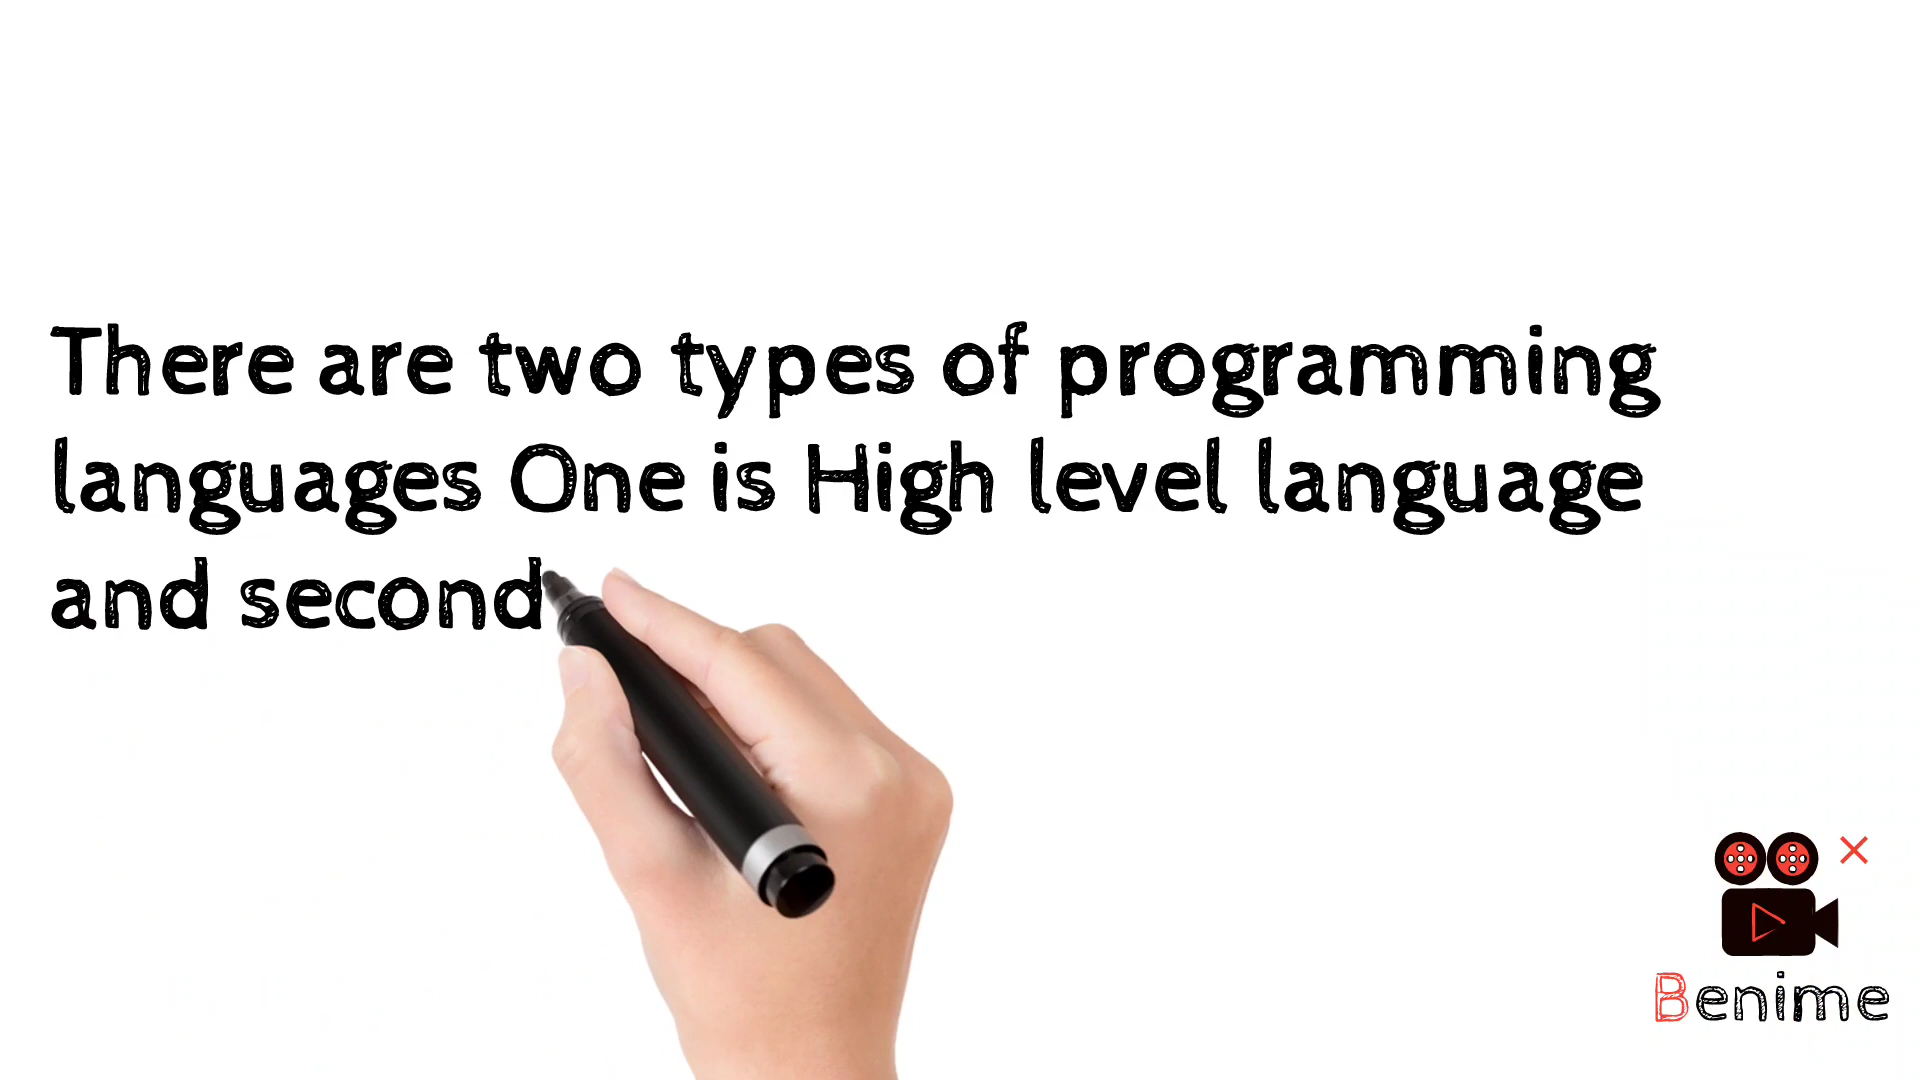 There are two types of programming
languages One is High level language
and second
Benime